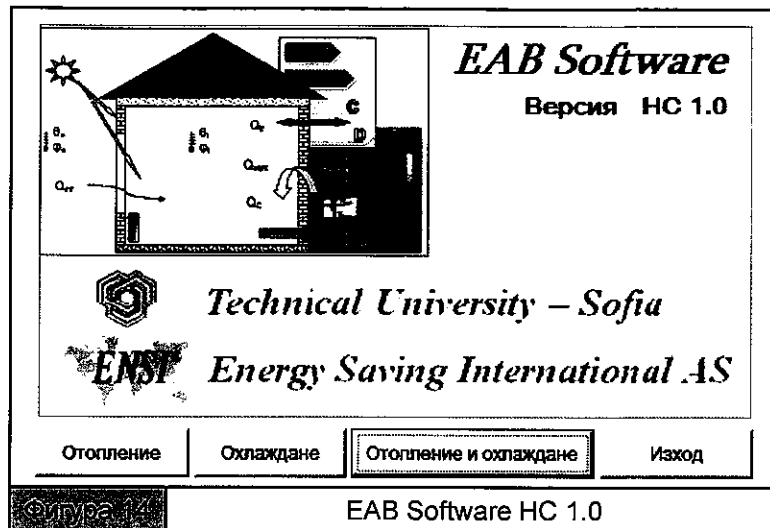 EAB Software
Версия HC 1.0
C
D
Technical University – Sofia
ENSI
Energy Saving International AS
Отопление
Охлаждане
Отопление и охлаждане
Изход
Фигура 14
EAB Software HC 1.0